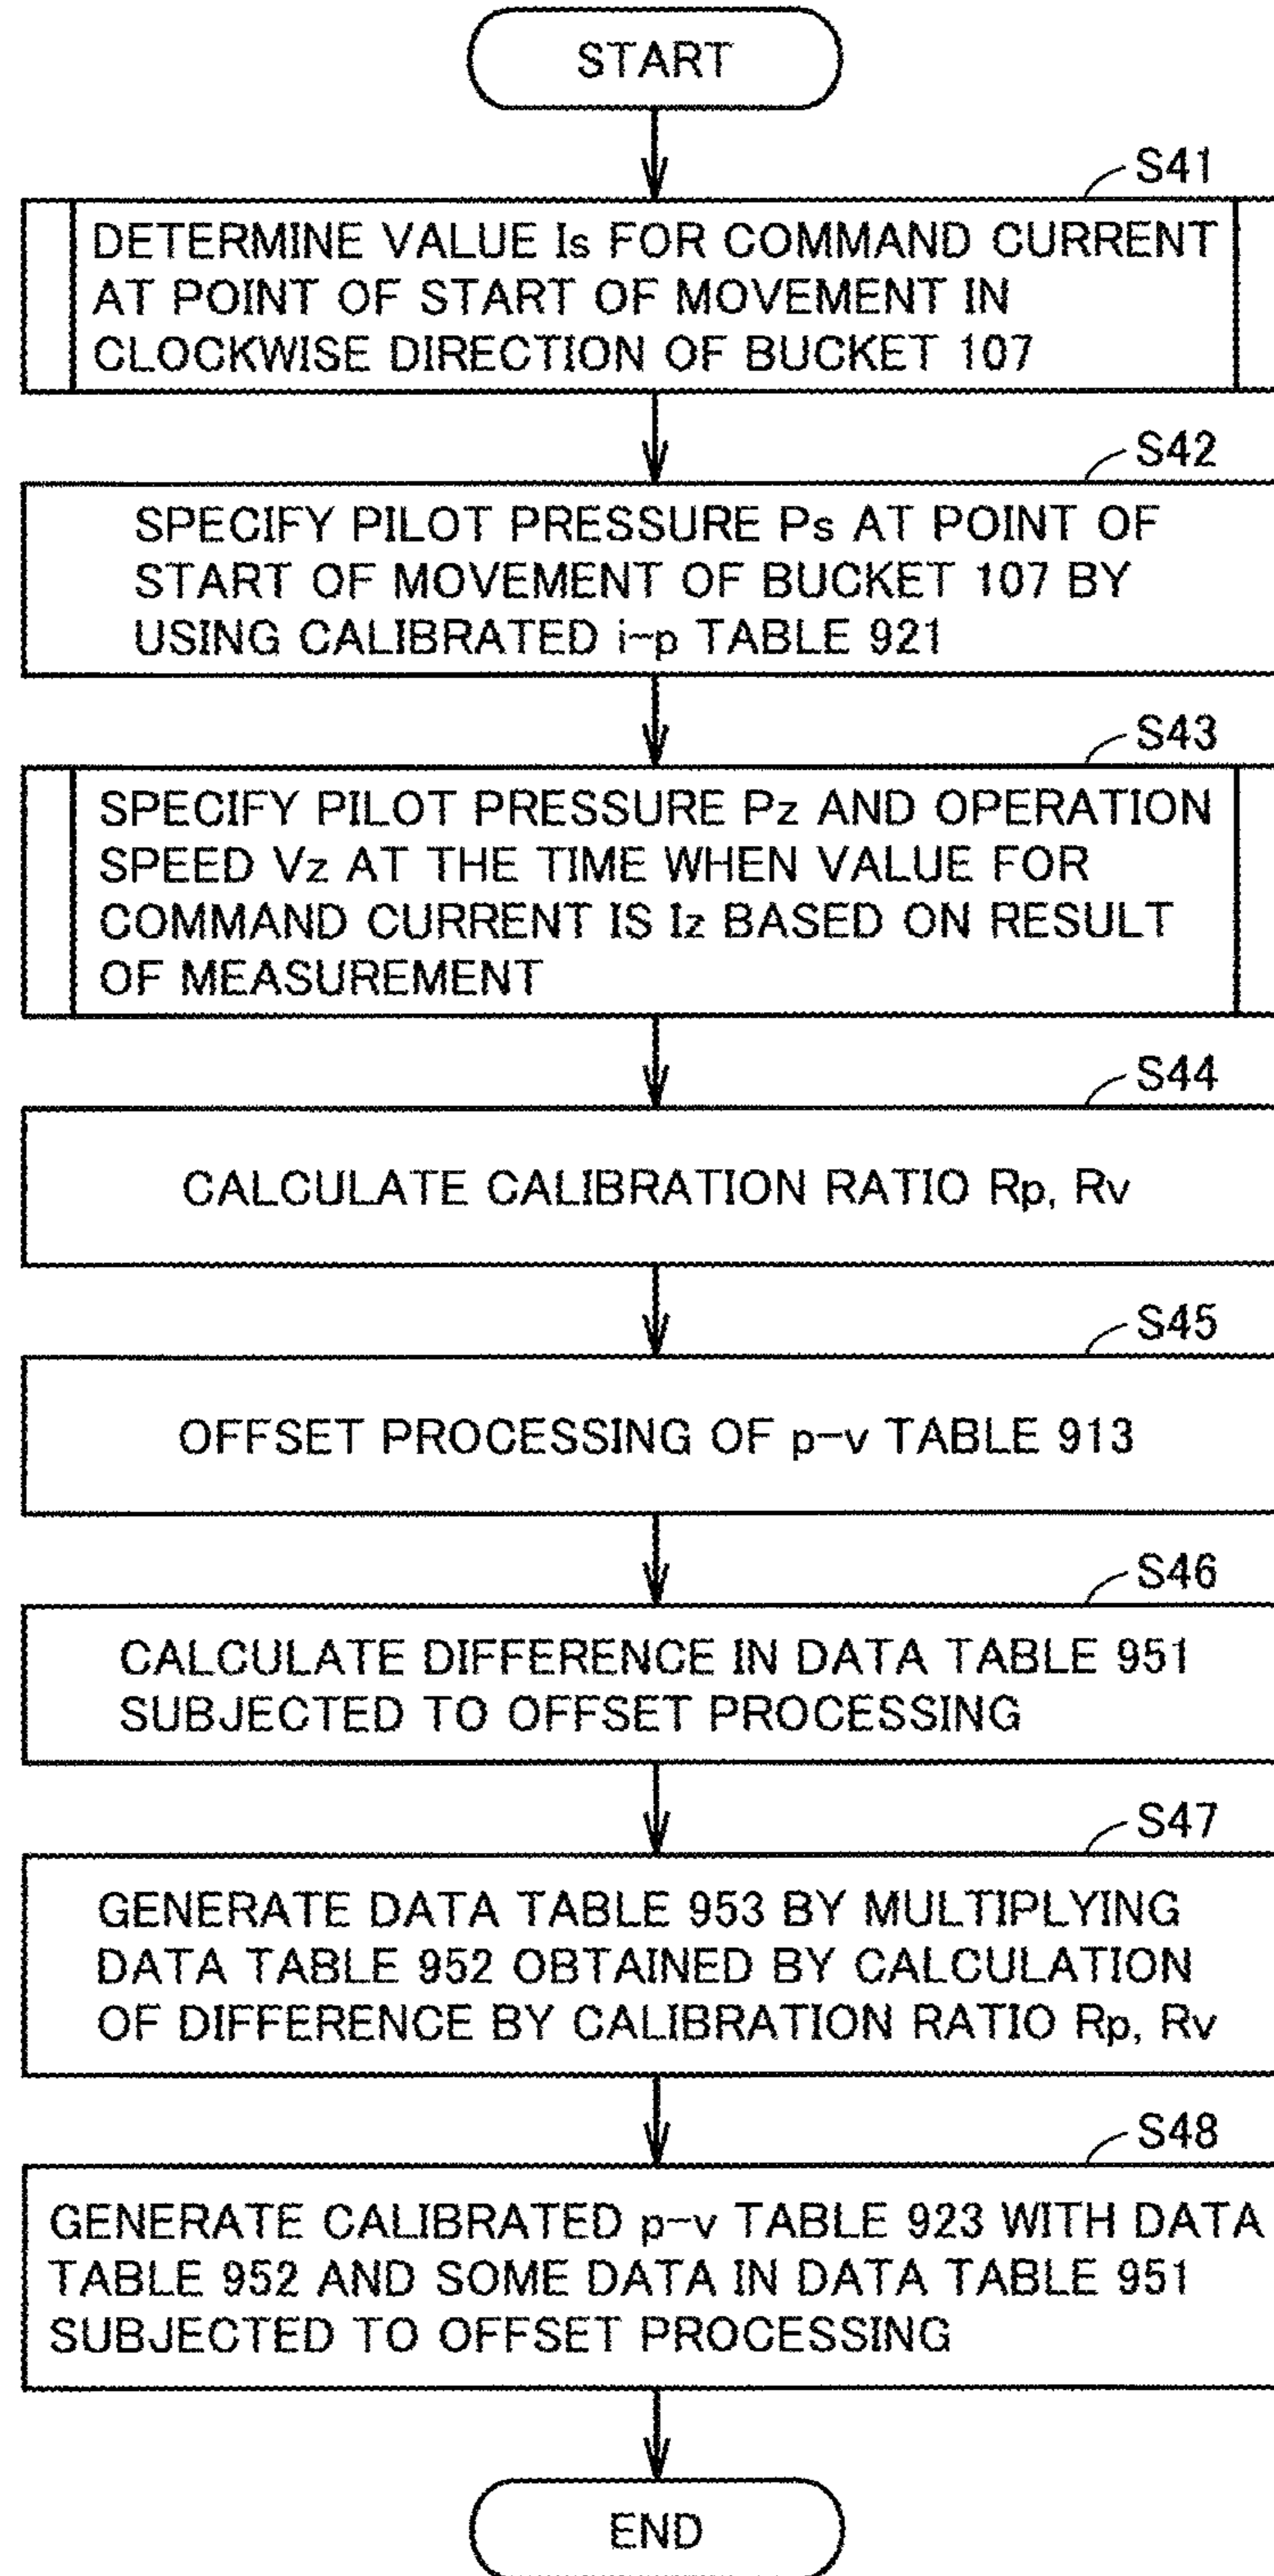 START
S41
DETERMINE VALUE Is FOR COMMAND CURRENT
AT POINT OF START OF MOVEMENT IN
CLOCKWISE DIRECTION OF BUCKET 107
S42
SPECIFY PILOT PRESSURE Ps AT POINT OF
START OF MOVEMENT OF BUCKET 107 BY
USING CALIBRATED i-p TABLE 921
S43
SPECIFY PILOT PRESSURE Pz AND OPERATION
SPEED Vz AT THE TIME WHEN VALUE FOR
COMMAND CURRENT IS Iz BASED ON RESULT
OF MEASUREMENT
S44
CALCULATE CALIBRATION RATIO Rp, Rv
S45
OFFSET PROCESSING OF p-v TABLE 913
S46
CALCULATE DIFFERENCE IN DATA TABLE 951
SUBJECTED TO OFFSET PROCESSING
S47
GENERATE DATA TABLE 953 BY MULTIPLYING
DATA TABLE 952 OBTAINED BY CALCULATION
OF DIFFERENCE BY CALIBRATION RATIO Rp, Rv
S48
GENERATE CALIBRATED p-v TABLE 923 WITH DATA
TABLE 952 AND SOME DATA IN DATA TABLE 951
SUBJECTED TO OFFSET PROCESSING
END